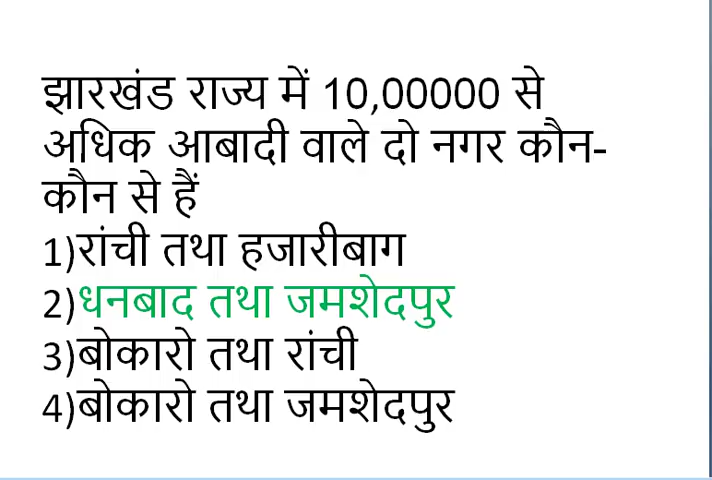 झारखंड राज्य में 10,00000 से
अधिक आबादी वाले दो नगर कौन-
कौन से हैं
1)रांची तथा हजारीबाग
2)धनबाद तथा जमशेदपुर
3)बोकारो तथा रांची
4)बोकारो तथा जमशेदपुर